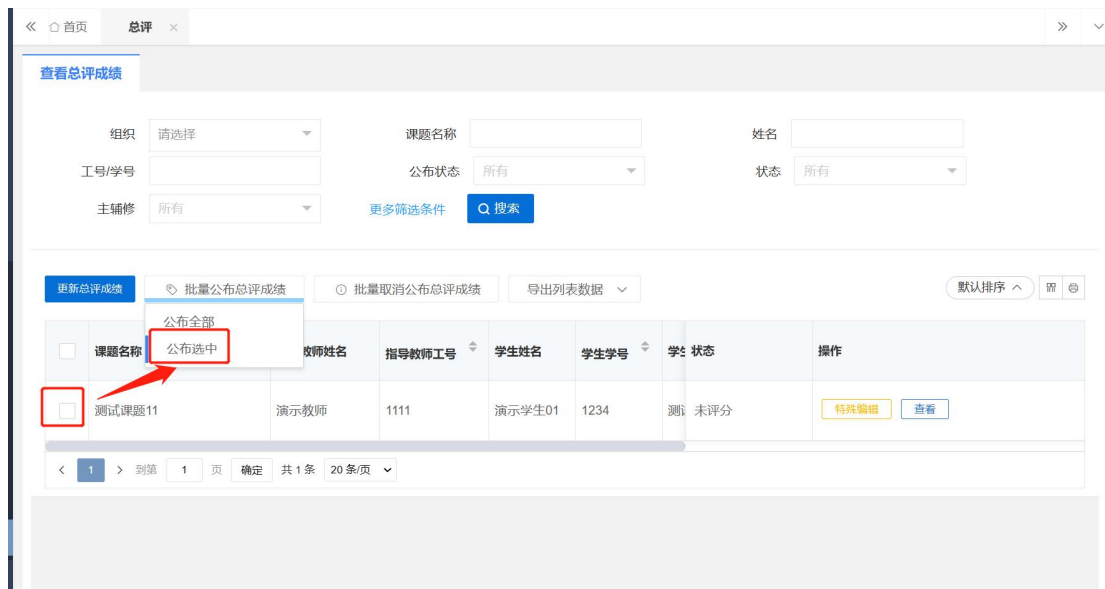 首页 总评
查看总评成绩
组织 请选择 课题名称 姓名
工号/学号 公布状态 所有 状态 所有
主辅修 所有 更多筛选条件 搜索
更新总评成绩 批量公布总评成绩 批量取消公布总评成绩 导出列表数据 默认排序
公布全部
公布选中
课题名称 教师姓名 指导教师工号 学生姓名 学生学号 学生 状态 操作
测试课题11 演示教师 1111 演示学生01 1234 测试 未评分 特殊编辑 查看
1 到第 1 页 确定 共 1 条 20 条/页